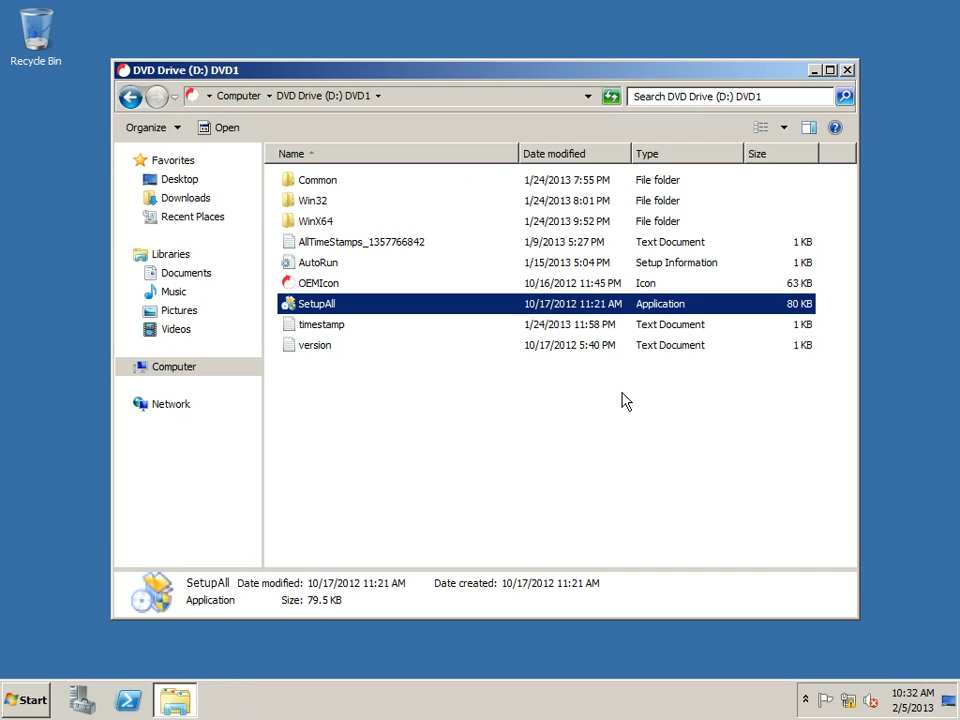 Recycle Bin
DVD Drive (D:) DVD1
Computer DVD Drive (D:) DVD1 Search DVD Drive (D:) DVD1
Organize Open
Name Date modified Type Size
Favorites
Desktop
Downloads
Recent Places
Libraries
Documents
Music
Pictures
Videos
Computer
Network
Common 1/24/2013 7:55 PM File folder
Win32 1/24/2013 8:01 PM File folder
WinX64 1/24/2013 9:52 PM File folder
AllTimeStamps_1357766842 1/9/2013 5:27 PM Text Document 1 KB
AutoRun 1/15/2013 5:04 PM Setup Information 1 KB
OEMIcon 10/16/2012 11:45 PM Icon 63 KB
SetupAll 10/17/2012 11:21 AM Application 80 KB
timestamp 1/24/2013 11:58 PM Text Document 1 KB
version 10/17/2012 5:40 PM Text Document 1 KB
SetupAll Date modified: 10/17/2012 11:21 AM Date created: 10/17/2012 11:21 AM
Application Size: 79.5 KB
Start
10:32 AM
2/5/2013